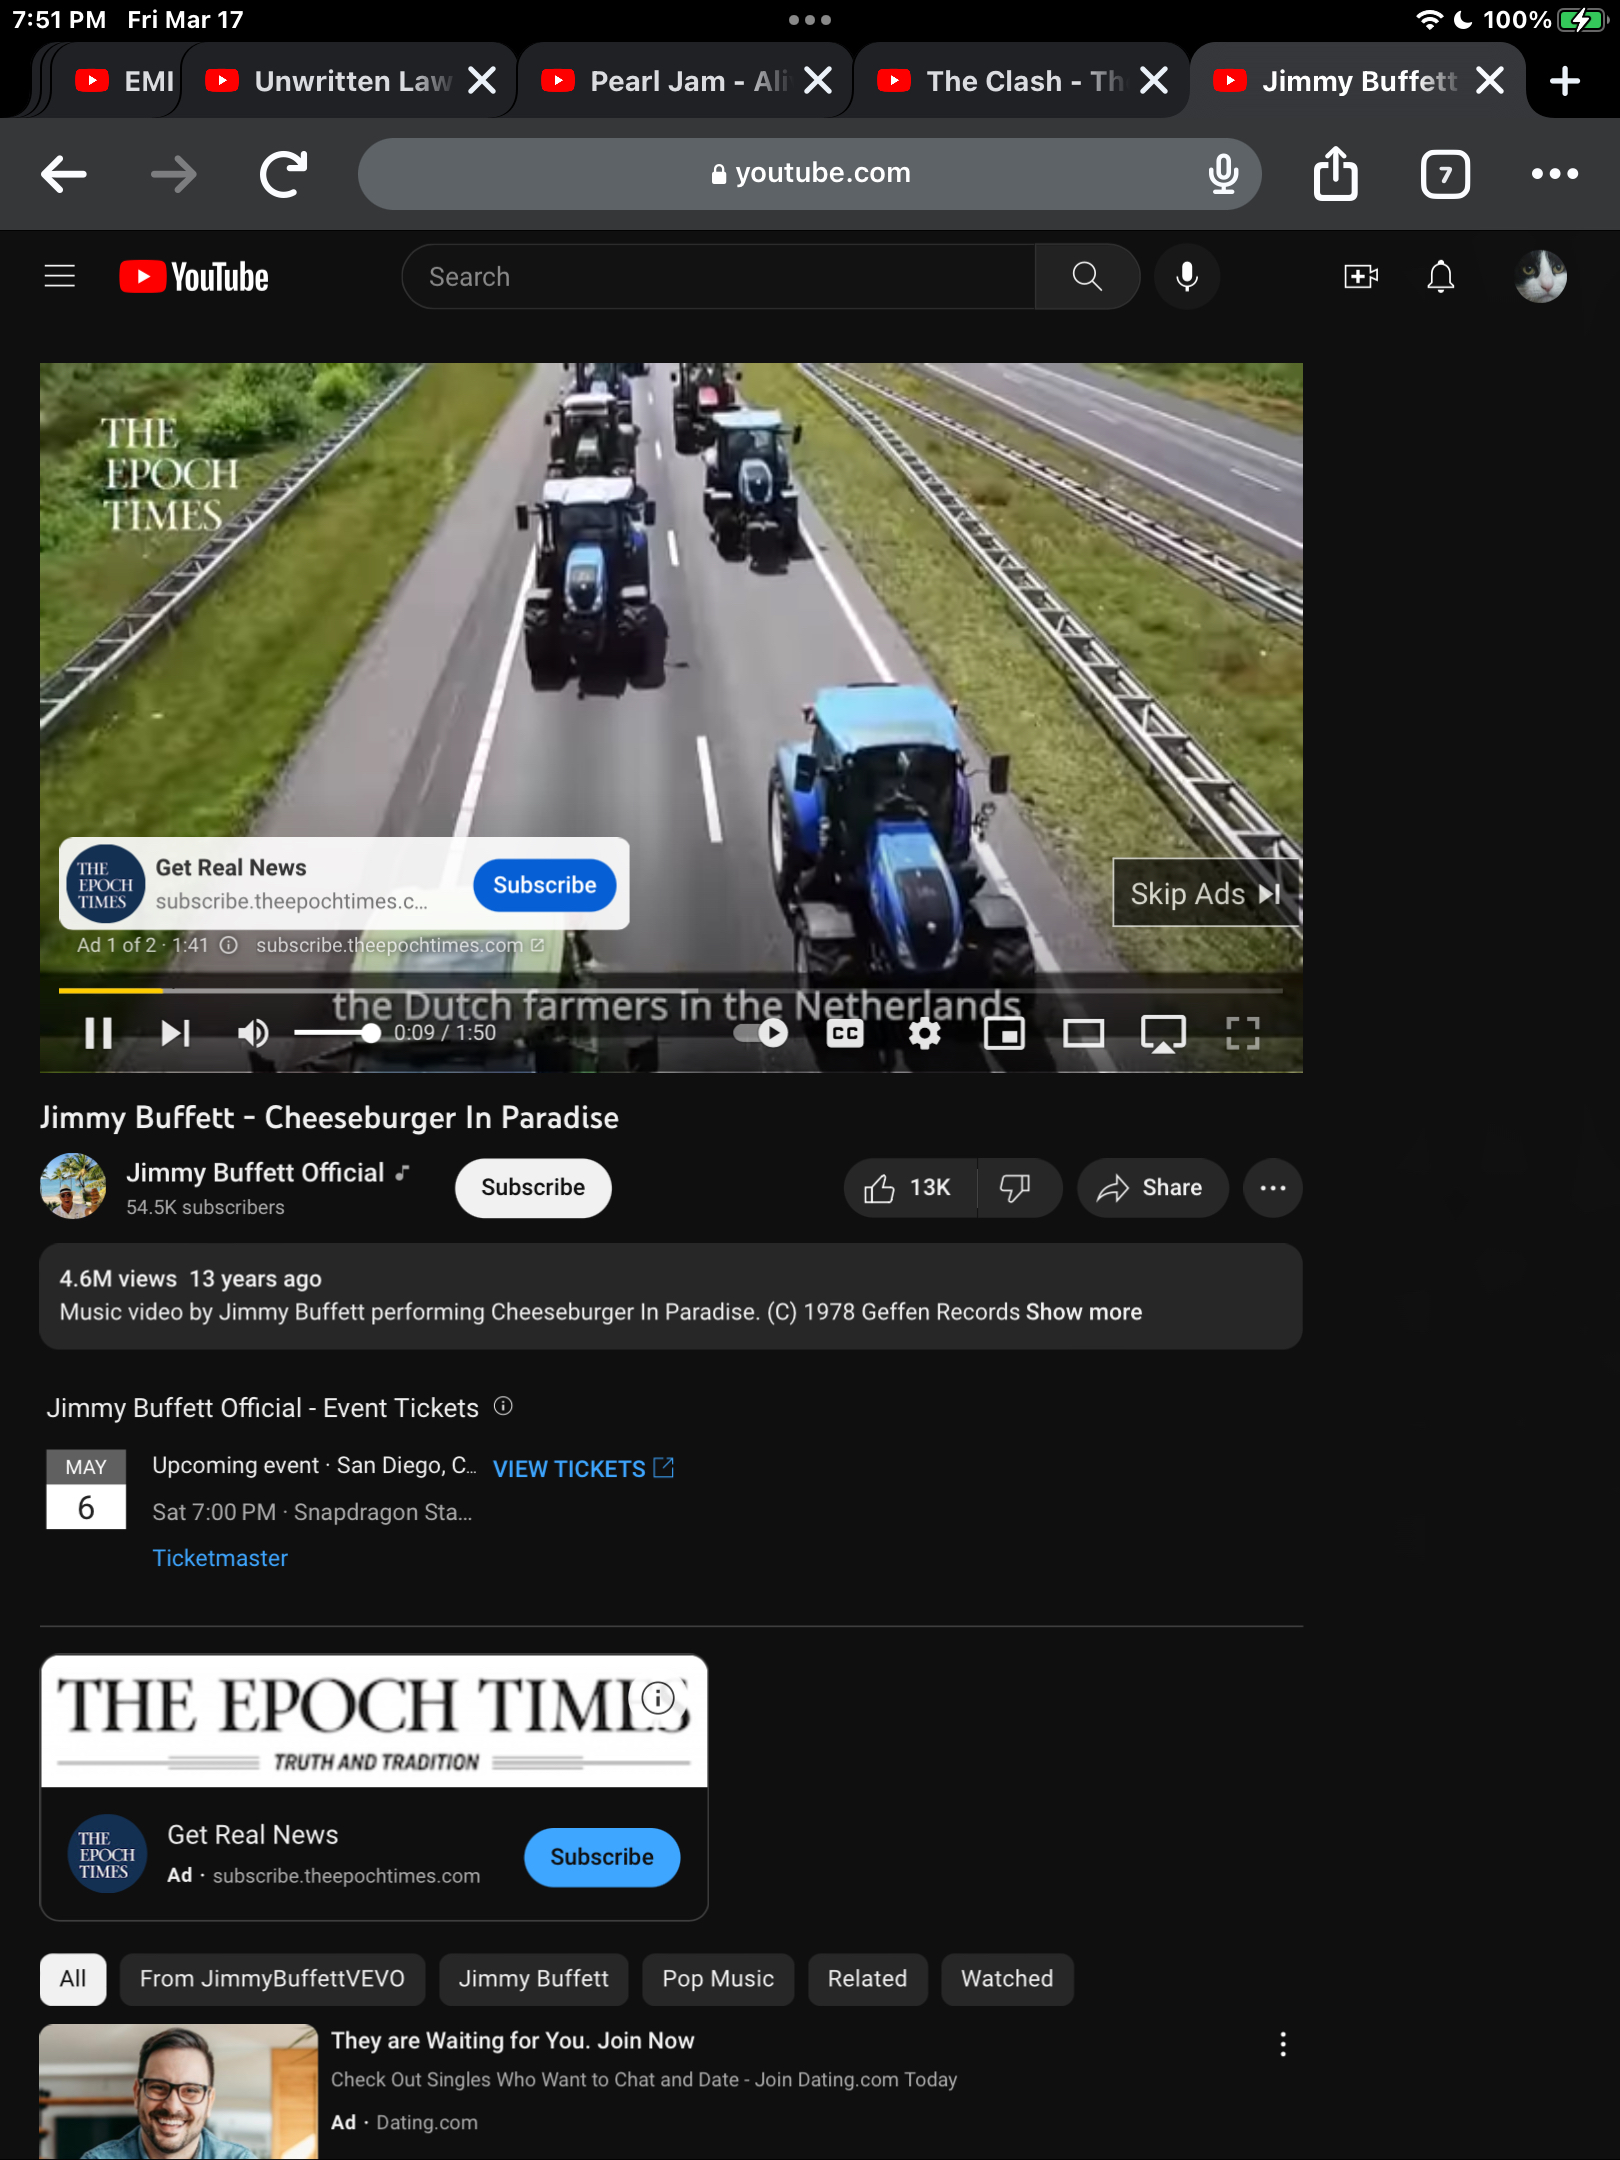 7:51 PM Fri Mar 17
100%
EMI
Unwritten Law
Pearl Jam - Ali
The Clash - Th
Jimmy Buffett
youtube.com
7
YouTube
Search
THE
EPOCH
TIMES
THE
EPOCH
TIMES
Get Real News
subscribe.theepochtimes.c...
Subscribe
Skip Ads
Ad 1 of 2 · 1:41
subscribe.theepochtimes.com
the Dutch farmers in the Netherlands
0:09 / 1:50
CC
Jimmy Buffett - Cheeseburger In Paradise
Jimmy Buffett Official
54.5K subscribers
Subscribe
13K
Share
4.6M views 13 years ago
Music video by Jimmy Buffett performing Cheeseburger In Paradise. (C) 1978 Geffen Records Show more
Jimmy Buffett Official - Event Tickets
MAY
6
Upcoming event · San Diego, C...
VIEW TICKETS
Sat 7:00 PM · Snapdragon Sta...
Ticketmaster
THE EPOCH TIMES
TRUTH AND TRADITION
THE
EPOCH
TIMES
Get Real News
Ad · subscribe.theepochtimes.com
Subscribe
All
From JimmyBuffettVEVO
Jimmy Buffett
Pop Music
Related
Watched
They are Waiting for You. Join Now
Check Out Singles Who Want to Chat and Date - Join Dating.com Today
Ad · Dating.com